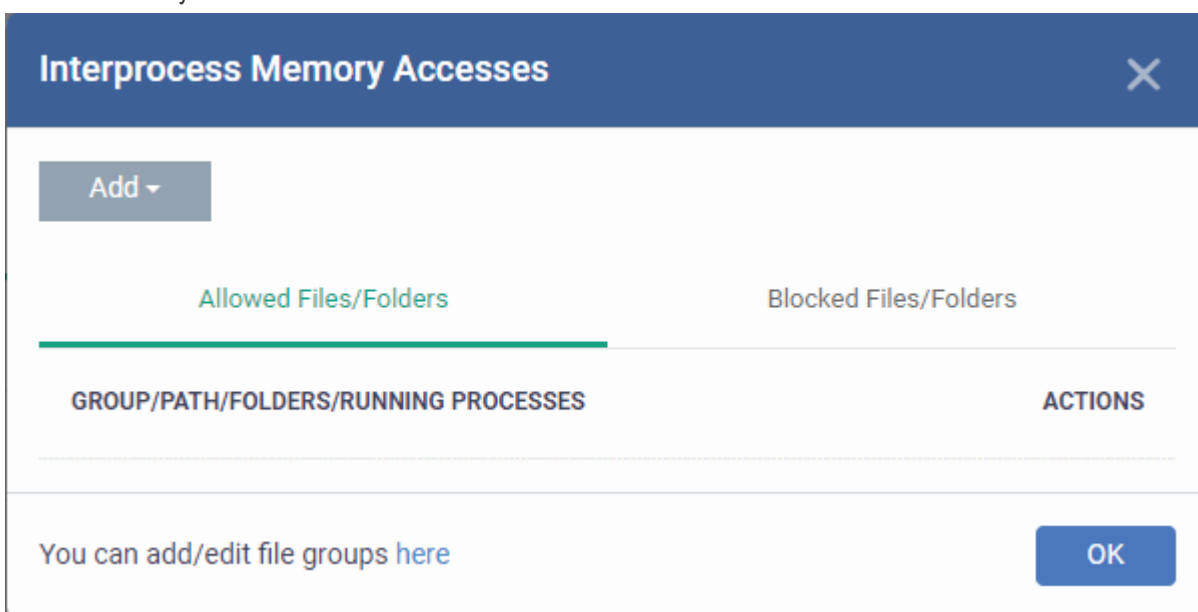 Interprocess Memory Accesses
Add
Allowed Files/Folders Blocked Files/Folders
GROUP/PATH/FOLDERS/RUNNING PROCESSES ACTIONS
You can add/edit file groups here OK